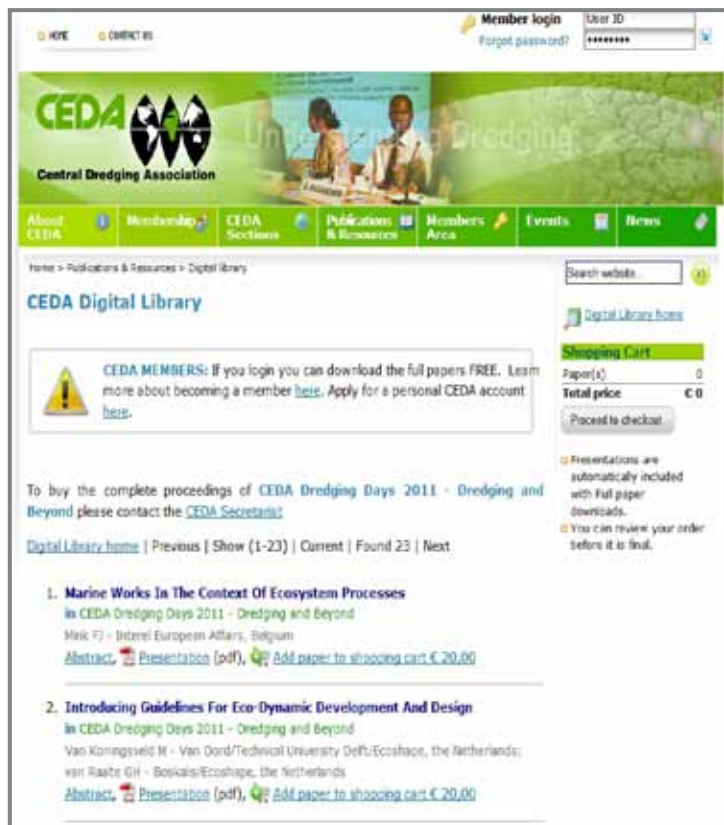 HOME CONTACT US
Member login User ID
Forgot password? ••••••••
CEDA
Central Dredging Association
Understanding Dredging
About CEDA Membership CEDA Sections Publications & Resources Members Area Events News
Home > Publications & Resources > Digital library
Search website..
CEDA Digital Library
Digital Library home
CEDA MEMBERS: If you login you can download the full papers FREE. Learn
more about becoming a member here. Apply for a personal CEDA account
here.
Shopping Cart
Paper(s) 0
Total price € 0
Proceed to checkout
Presentations are
automatically included
with Full paper
downloads.
You can review your order
before it is final.
To buy the complete proceedings of CEDA Dredging Days 2011 - Dredging and
Beyond please contact the CEDA Secretariat
Digital Library home | Previous | Show (1-23) | Current | Found 23 | Next
1. Marine Works In The Context Of Ecosystem Processes
in CEDA Dredging Days 2011 - Dredging and Beyond
Mink FJ - Interel European Affairs, Belgium
Abstract, Presentation (pdf), Add paper to shopping cart € 20,00
2. Introducing Guidelines For Eco-Dynamic Development And Design
in CEDA Dredging Days 2011 - Dredging and Beyond
Van Koningsveld M - Van Oord/Technical University Delft/Ecoshape, the Netherlands;
van Raalte GH - Boskalis/Ecoshape, the Netherlands
Abstract, Presentation (pdf), Add paper to shopping cart € 20,00